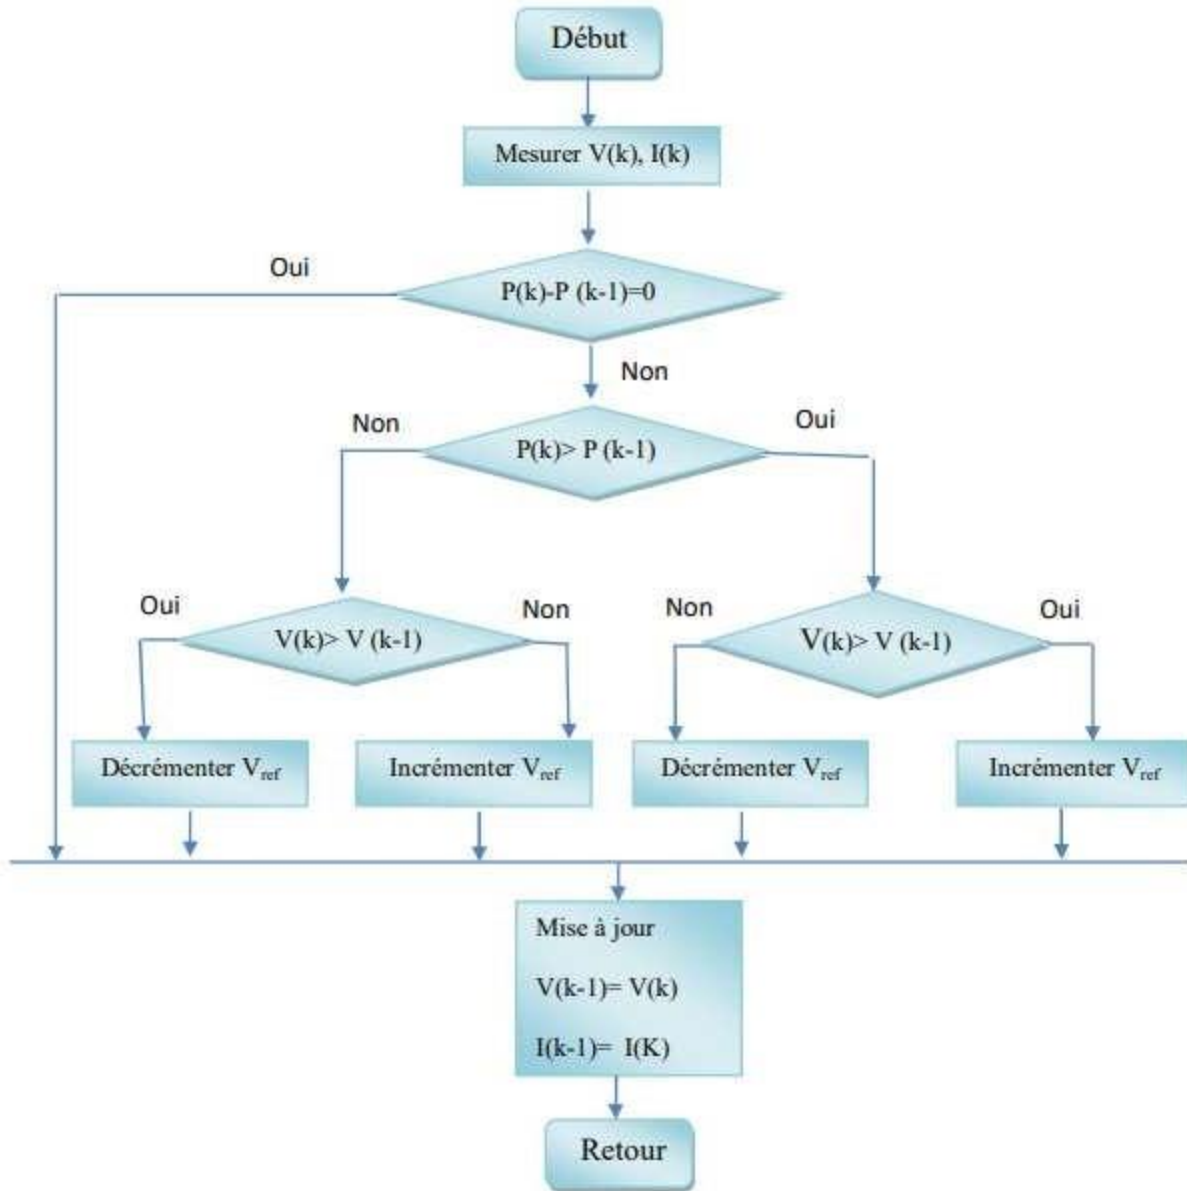 Début
Mesurer V(k), I(k)
Oui
P(k)-P (k-1)=0
Non
Non
Oui
P(k)> P (k-1)
Oui
Non
Non
Oui
V(k)> V (k-1)
V(k)> V (k-1)
Décrémenter Vref
Incrémenter Vref
Décrémenter Vref
Incrémenter Vref
Mise à jour
V(k-1)= V(k)
I(k-1)= I(K)
Retour